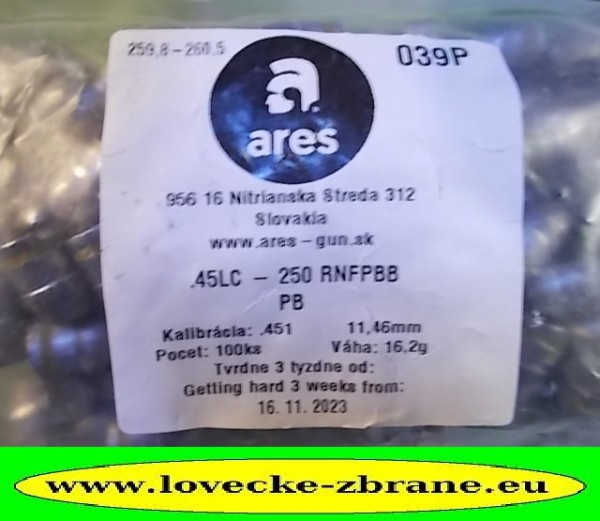 259,8-260,5
039P
a
ares
956 16 Nitrianska Streda 312
Slovakia
www.ares-gun.sk
.45LC - 250 RNFPBB
PB
Kalibrácia: .451 11,46mm
Pocet: 100ks Váha: 16,2g
Tvrdne 3 tyzdne od:
Getting hard 3 weeks from:
16. 11. 2023
www.lovecke-zbrane.eu